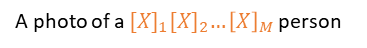 A photo of a [X]₁ [X]₂ … [X]ₘ person